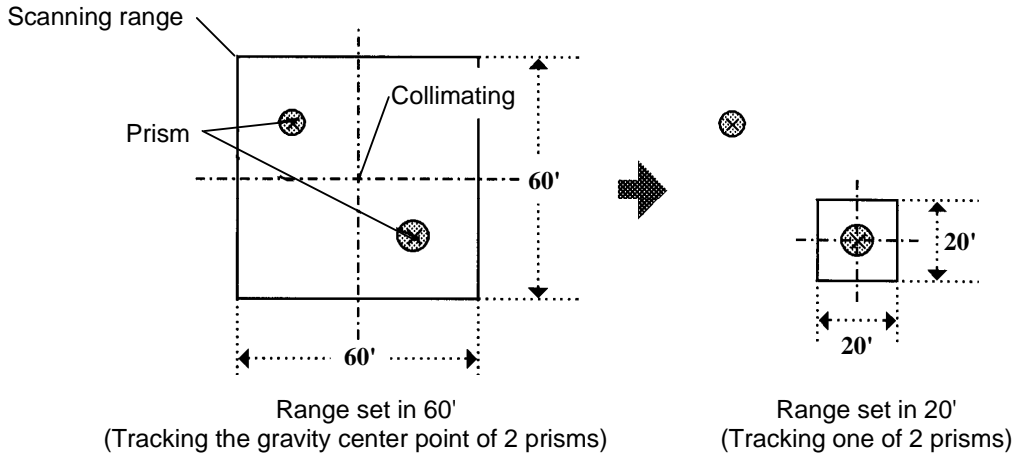 Scanning range
Collimating
Prism
60'
60'
20'
20'
Range set in 60'
(Tracking the gravity center point of 2 prisms)
Range set in 20'
(Tracking one of 2 prisms)